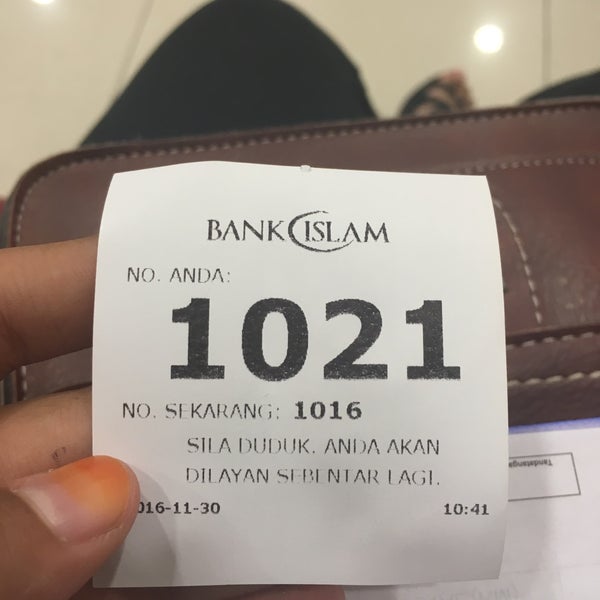 BANK ISLAM
NO. ANDA:
1021
NO. SEKARANG: 1016
SILA DUDUK. ANDA AKAN
DILAYAN SEBENTAR LAGI.
016-11-30 10:41